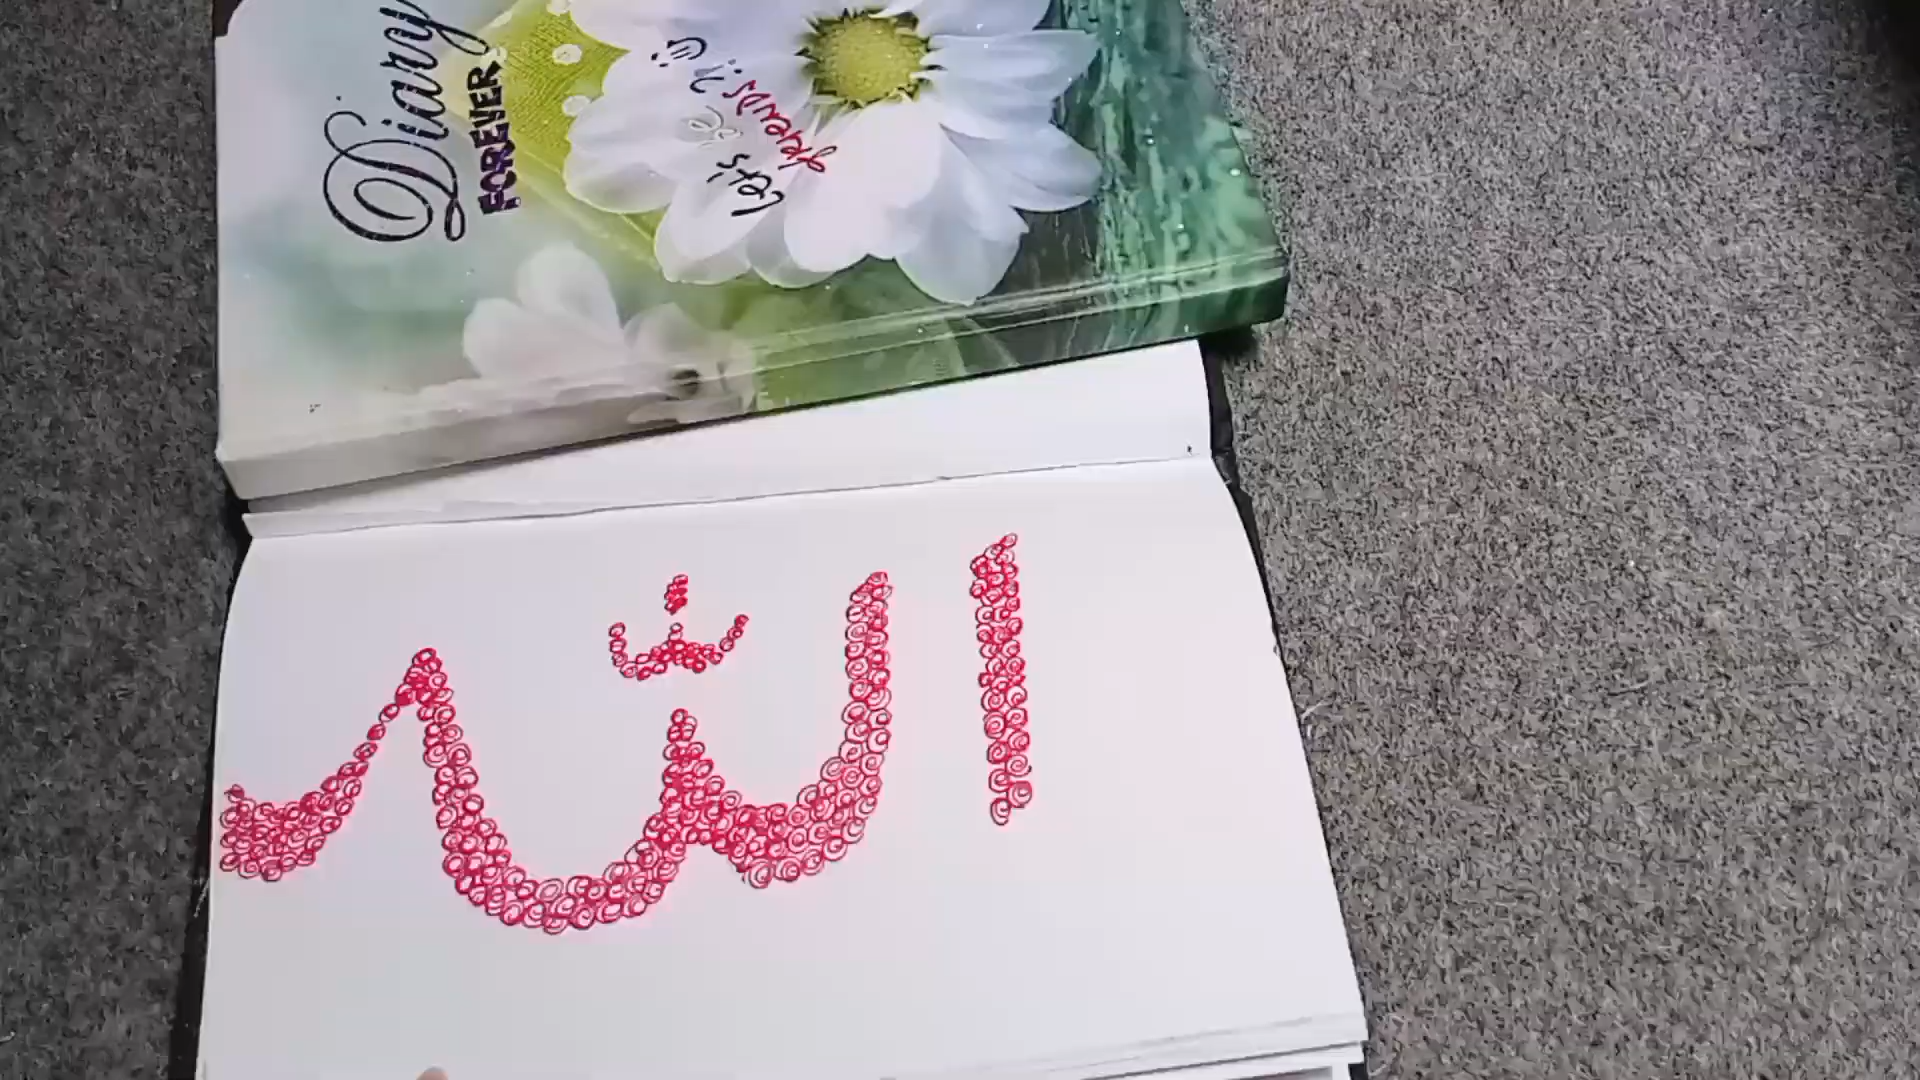 Diary
FOREVER
Let's be
friends?!
الله